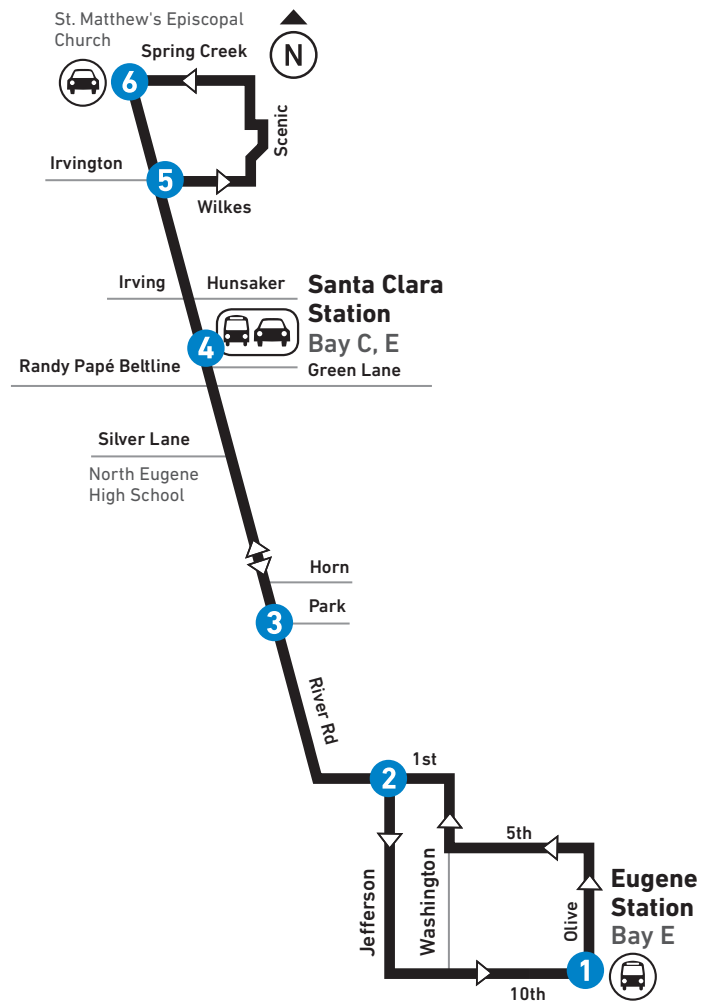 St. Matthew's Episcopal
Church
Spring Creek
N
6
Scenic
Irvington
5
Wilkes
Irving
Hunsaker
Santa Clara
Station
Bay C, E
4
Randy Papé Beltline
Green Lane
Silver Lane
North Eugene
High School
Horn
Park
3
River Rd
1st
2
5th
Jefferson
Washington
Olive
Eugene
Station
Bay E
1
10th